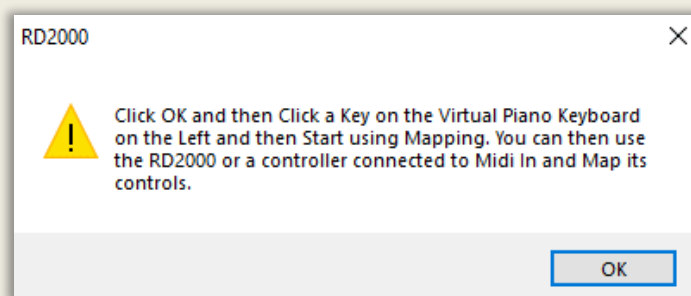 RD2000
Click OK and then Click a Key on the Virtual Piano Keyboard
on the Left and then Start using Mapping. You can then use
the RD2000 or a controller connected to Midi In and Map its
controls.
OK